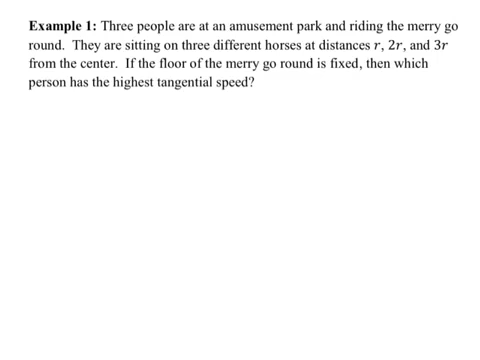 Example 1: Three people are at an amusement park and riding the merry go
round.  They are sitting on three different horses at distances r, 2r, and 3r
from the center.  If the floor of the merry go round is fixed, then which
person has the highest tangential speed?